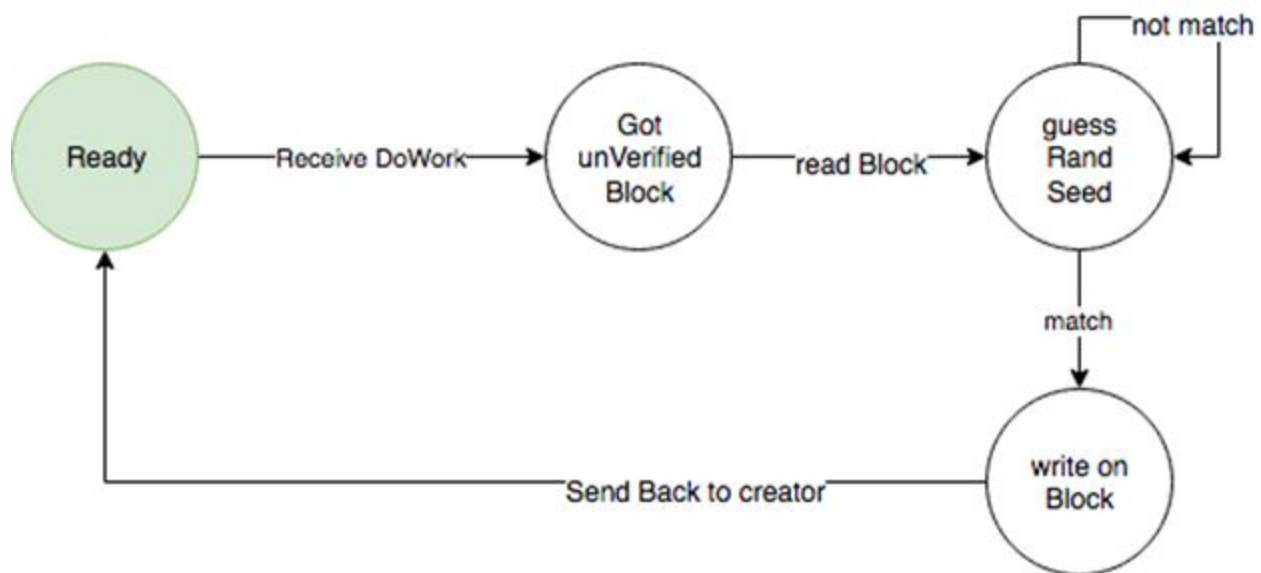 Ready
Receive DoWork
Got
unVerified
Block
read Block
guess
Rand
Seed
not match
match
write on
Block
Send Back to creator